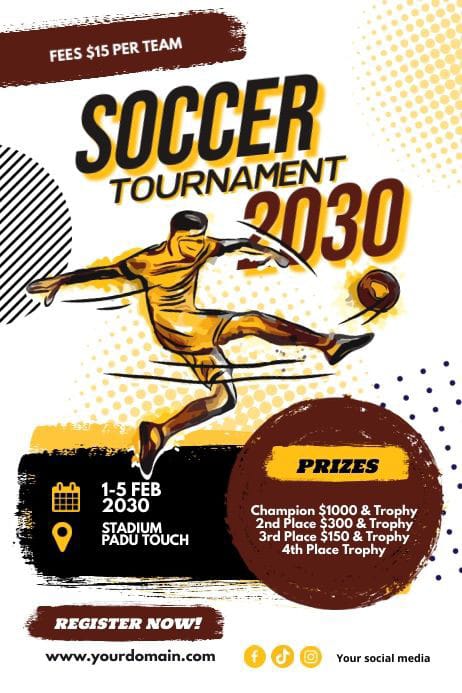 FEES $15 PER TEAM
SOCCER
TOURNAMENT
2030
PRIZES
Champion $1000 & Trophy
2nd Place $300 & Trophy
3rd Place $150 & Trophy
4th Place Trophy
1-5 FEB
2030
STADIUM
PADU TOUCH
REGISTER NOW!
www.yourdomain.com
Your social media